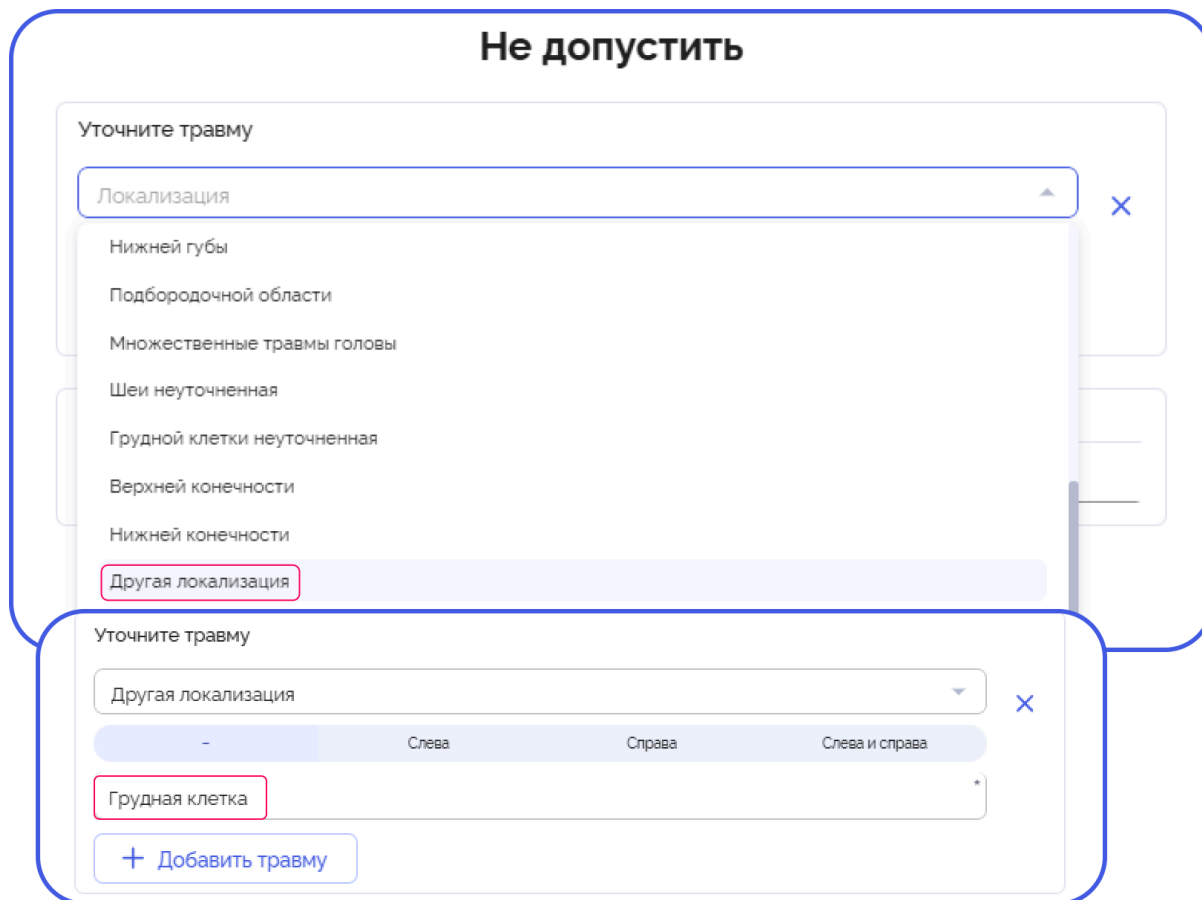 Не допустить
Уточните травму
Локализация
Нижней губы
Подбородочной области
Множественные травмы головы
Шеи неуточненная
Грудной клетки неуточненная
Верхней конечности
Нижней конечности
Другая локализация
Уточните травму
Другая локализация
– Слева Справа Слева и справа
Грудная клетка *
+ Добавить травму